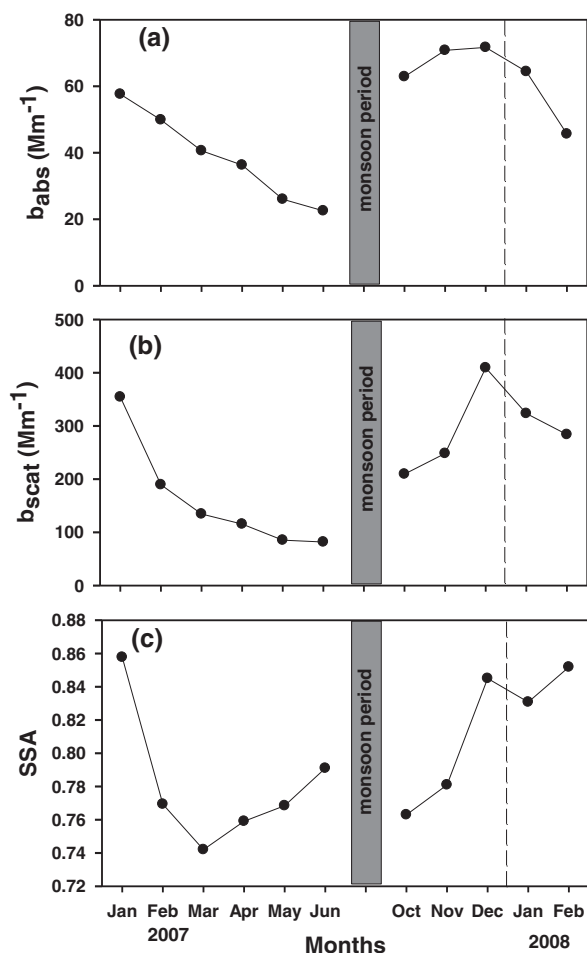 80
(a)
60
40
20
0
b_abs (Mm^-1)
monsoon period
500
(b)
400
300
200
100
0
b_scat (Mm^-1)
monsoon period
0.88
(c)
0.86
0.84
0.82
0.80
0.78
0.76
0.74
0.72
SSA
monsoon period
Jan Feb Mar Apr May Jun Oct Nov Dec Jan Feb
2007 Months 2008